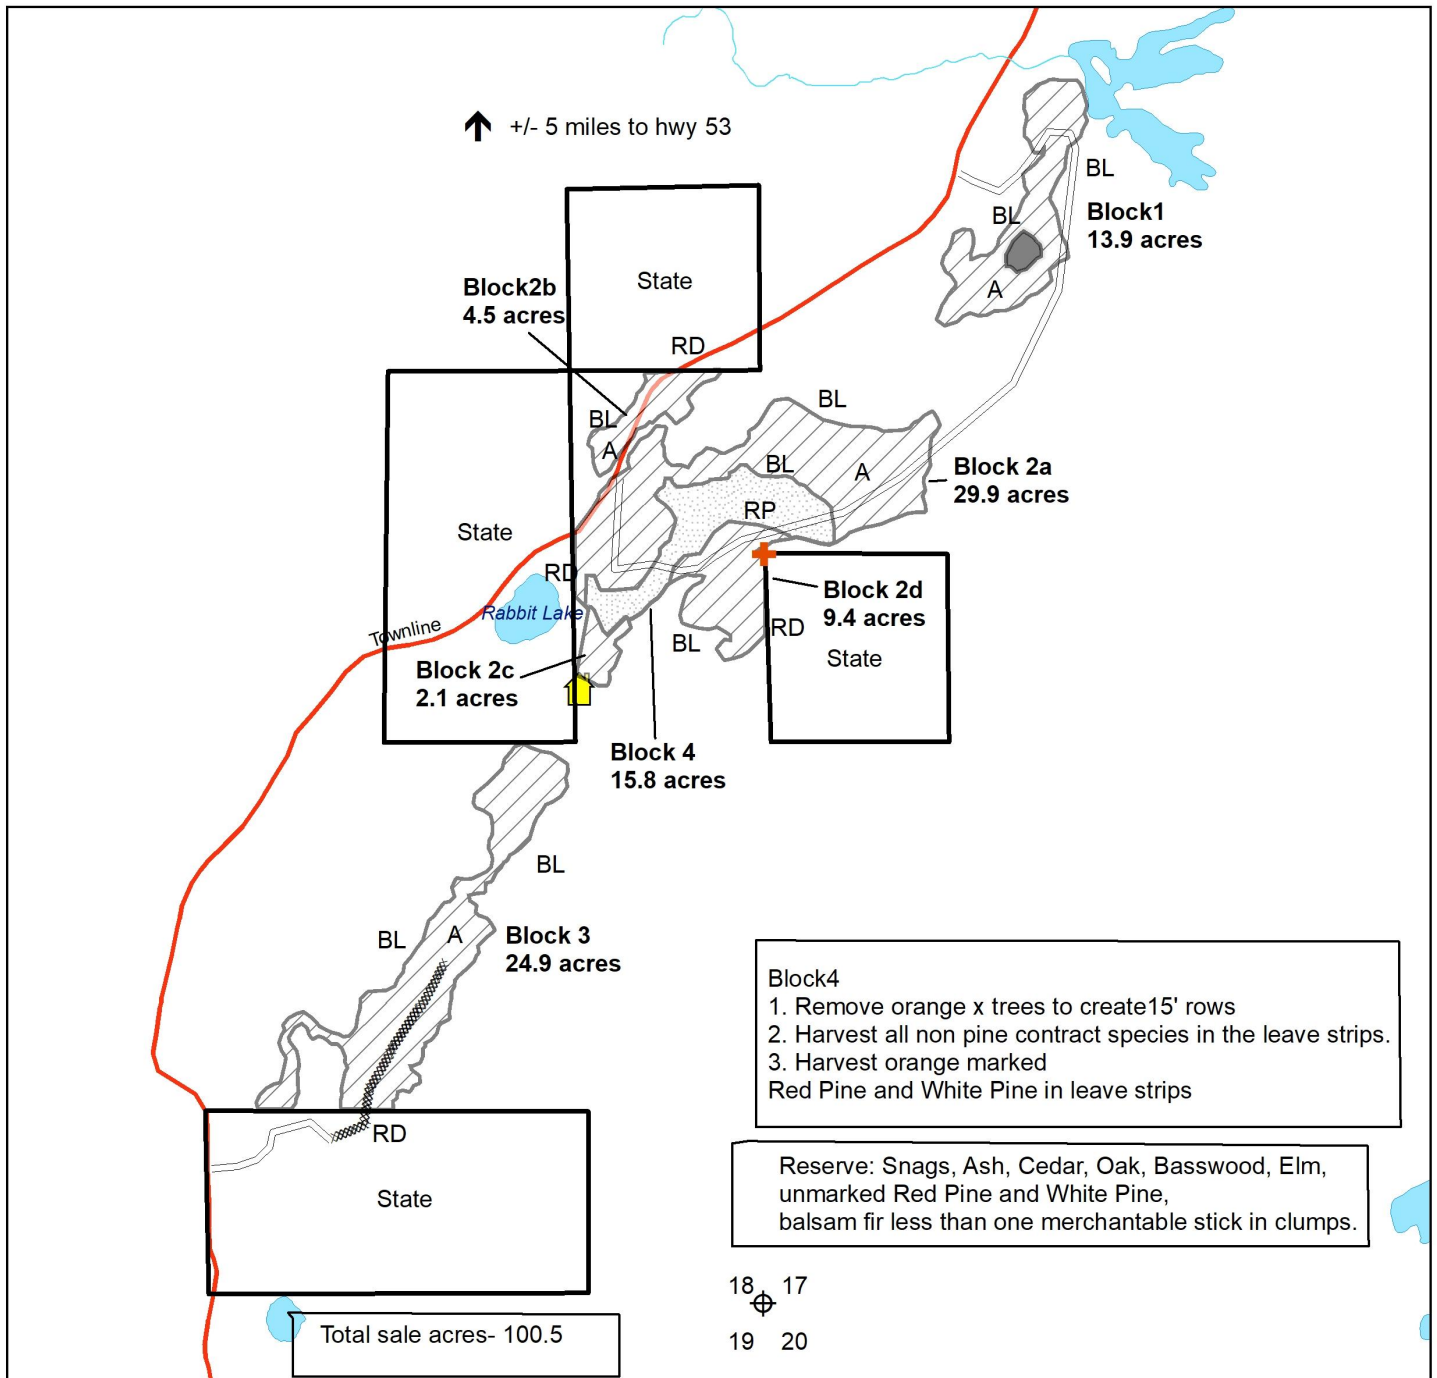 +/- 5 miles to hwy 53
BL
Block1
13.9 acres
BL
A
State
Block2b
4.5 acres
RD
BL
BL
A
BL
A
Block 2a
29.9 acres
RP
State
RD
Block 2d
9.4 acres
Rabbit Lake
Townline
RD
BL
State
Block 2c
2.1 acres
Block 4
15.8 acres
BL
BL
A
Block 3
24.9 acres
Block4
1. Remove orange x trees to create15' rows
2. Harvest all non pine contract species in the leave strips.
3. Harvest orange marked
Red Pine and White Pine in leave strips
RD
State
Reserve: Snags, Ash, Cedar, Oak, Basswood, Elm,
unmarked Red Pine and White Pine,
balsam fir less than one merchantable stick in clumps.
18 17
19 20
Total sale acres- 100.5